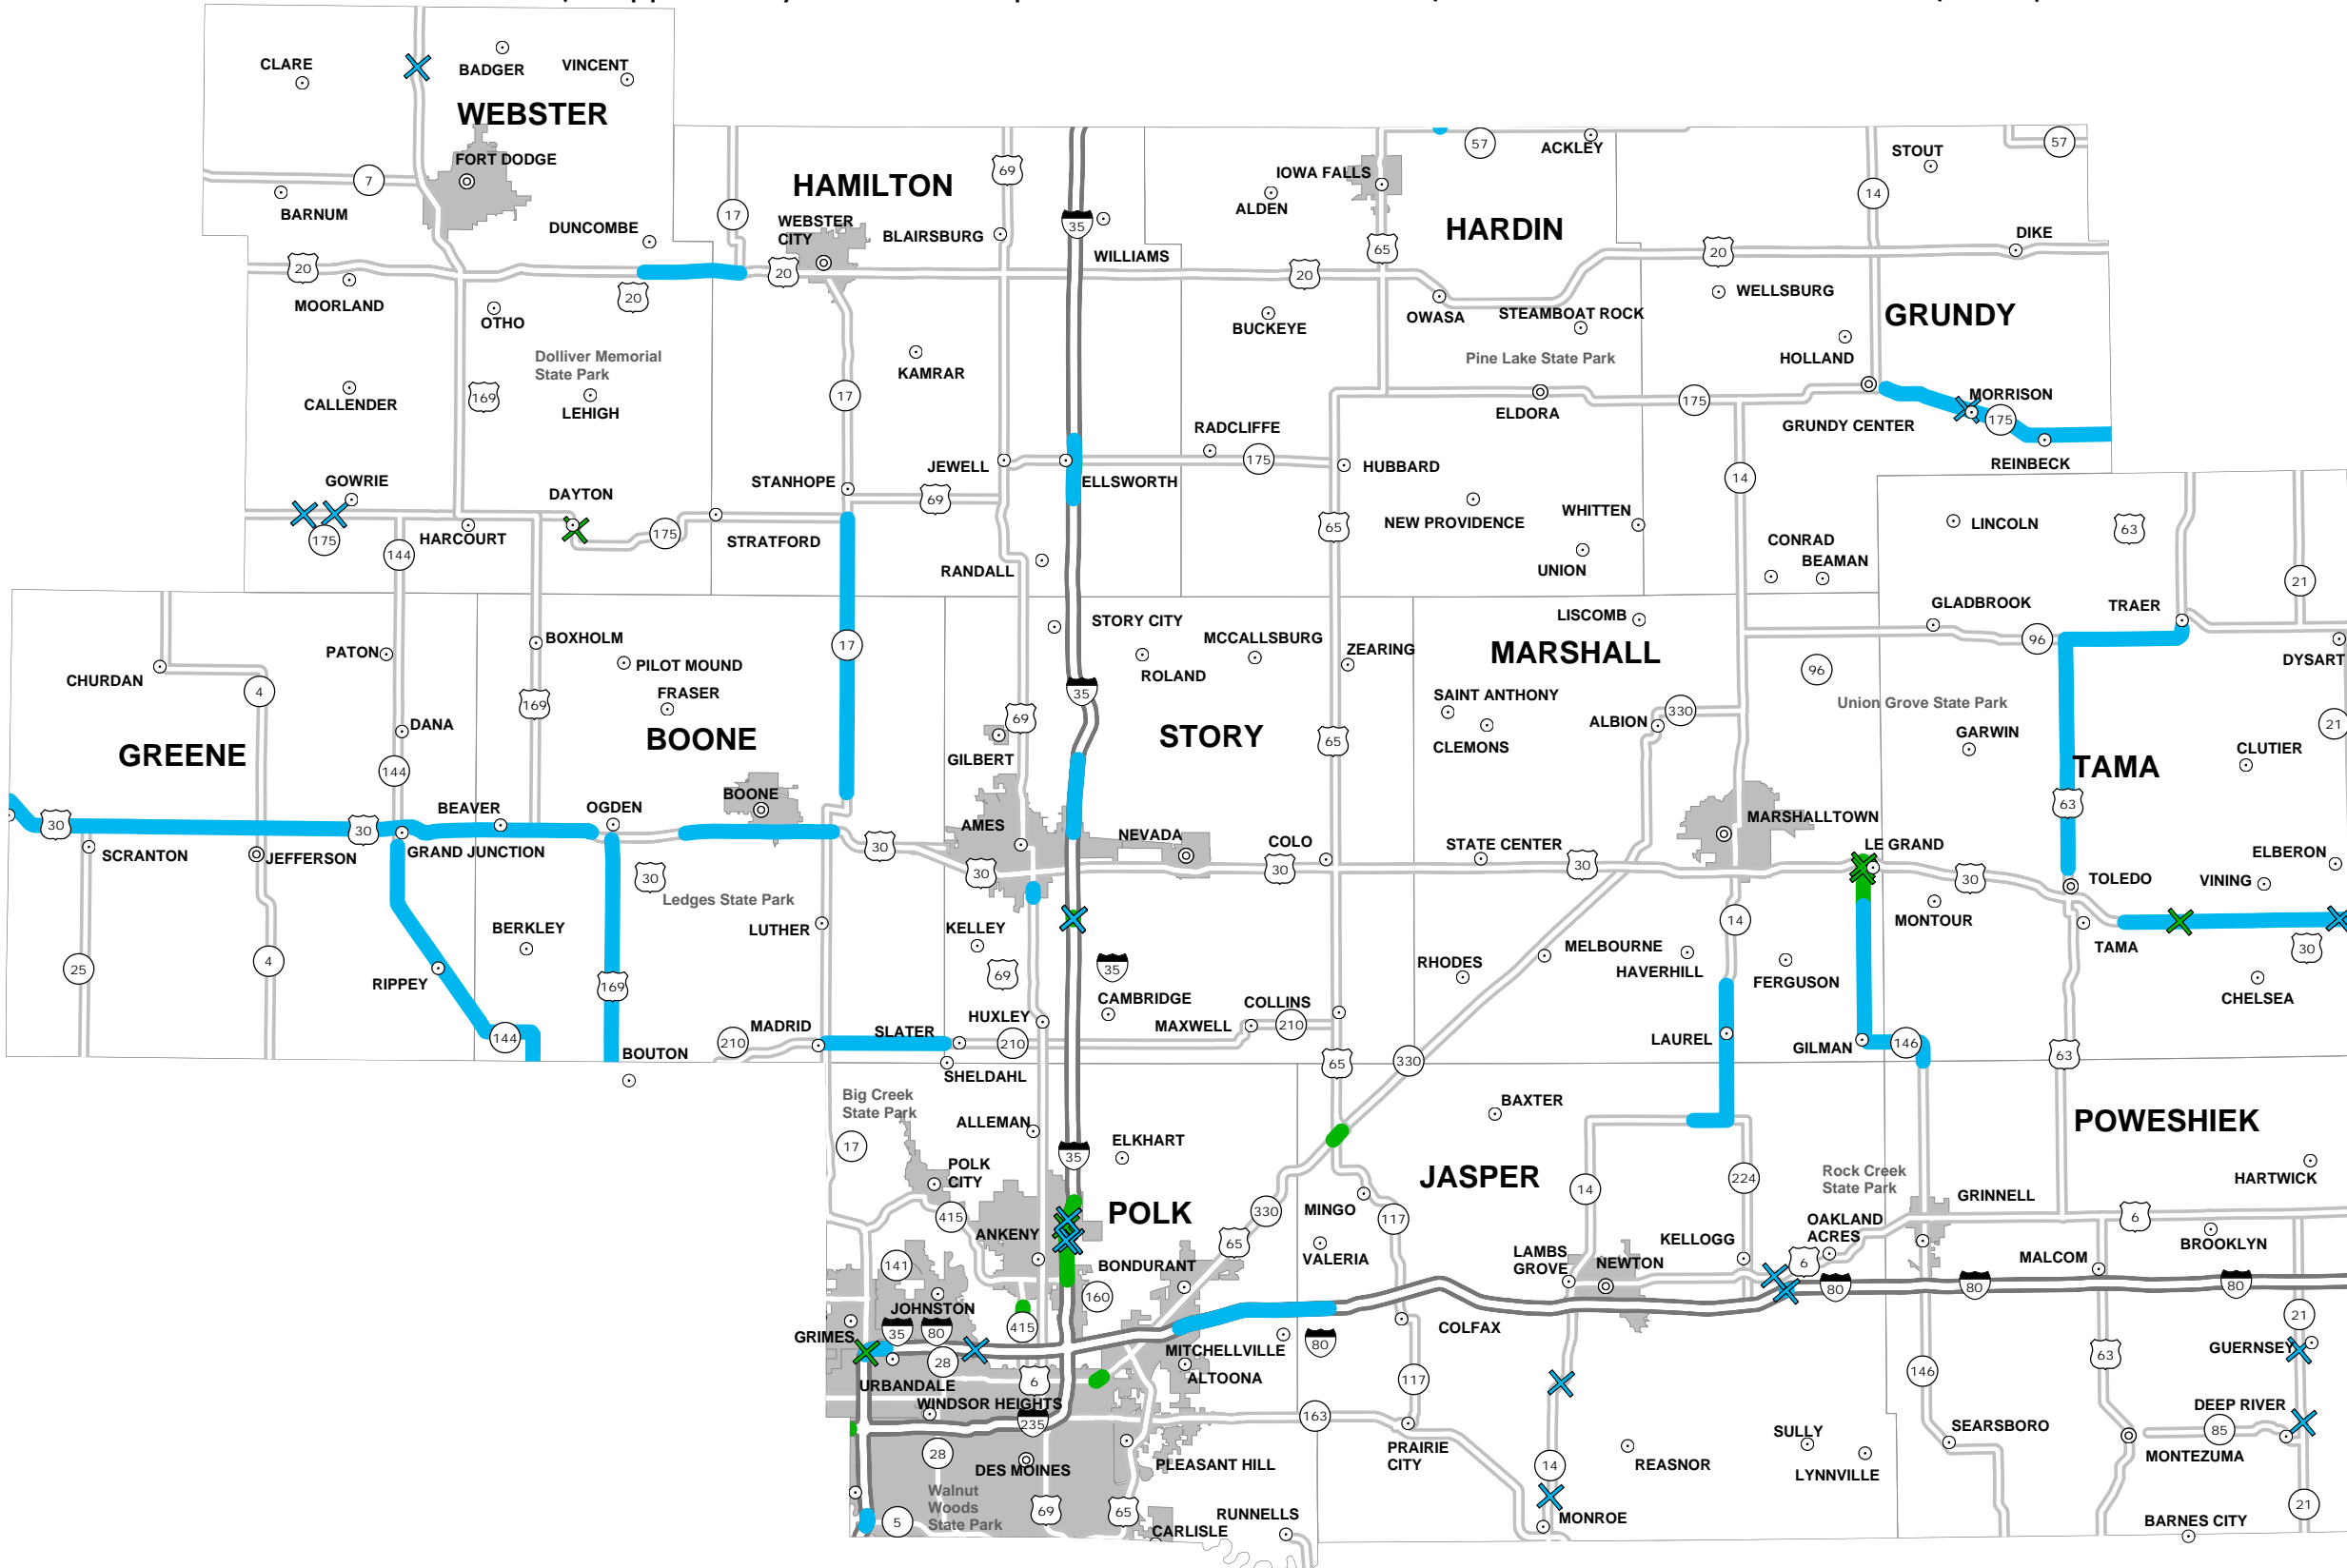 CLARE
BADGER
VINCENT
WEBSTER
FORT DODGE
7
BARNUM
DUNCOMBE
20
MOORLAND
OTHO
20
Dolliver Memorial
State Park
CALLENDER
169
LEHIGH
GOWRIE
DAYTON
175
HARCOURT
144
175
STRATFORD
HAMILTON
17
WEBSTER
CITY
BLAIRSBURG
69
35
WILLIAMS
20
KAMRAR
17
JEWELL
ELLSWORTH
STANHOPE
69
RANDALL
57
ACKLEY
IOWA FALLS
ALDEN
HARDIN
65
20
BUCKEYE
OWASA
STEAMBOAT ROCK
Pine Lake State Park
ELDORA
175
RADCLIFFE
175
HUBBARD
NEW PROVIDENCE
WHITTEN
65
UNION
STOUT
57
14
DIKE
20
WELLSBURG
GRUNDY
HOLLAND
MORRISON
175
GRUNDY CENTER
REINBECK
14
CONRAD
BEAMAN
LINCOLN
63
21
GLADBROOK
TRAER
96
DYSART
96
Union Grove State Park
GARWIN
21
CLUTIER
TAMA
63
ELBERON
TOLEDO
VINING
30
MONTOUR
TAMA
30
CHELSEA
63
CHURDAN
4
PATON
DANA
GREENE
144
30
30
SCRANTON
JEFFERSON
GRAND JUNCTION
25
4
RIPPEY
144
BOXHOLM
PILOT MOUND
FRASER
169
BOONE
17
BEAVER
OGDEN
BOONE
30
30
Ledges State Park
BERKLEY
LUTHER
169
210
MADRID
BOUTON
STORY CITY
ROLAND
MCCALLSBURG
ZEARING
35
69
STORY
65
GILBERT
AMES
NEVADA
COLO
30
30
KELLEY
69
35
CAMBRIDGE
HUXLEY
SLATER
210
MAXWELL
COLLINS
210
SHELDAHL
LISCOMB
MARSHALL
SAINT ANTHONY
CLEMONS
ALBION
330
MARSHALLTOWN
STATE CENTER
30
LE GRAND
14
MELBOURNE
HAVERHILL
RHODES
FERGUSON
LAUREL
GILMAN
146
65
330
Big Creek
State Park
17
ALLEMAN
ELKHART
35
POLK
CITY
415
ANKENY
POLK
330
65
141
BONDURANT
160
JOHNSTON
35
80
415
GRIMES
28
MITCHELLVILLE
ALTOONA
URBANDALE
6
WINDSOR HEIGHTS
235
28
DES MOINES
PLEASANT HILL
Walnut
Woods
State Park
5
69
65
CARLISLE
RUNNELLS
BAXTER
JASPER
MINGO
117
14
224
VALERIA
LAMBS
GROVE
NEWTON
KELLOGG
6
80
80
COLFAX
117
163
PRAIRIE
CITY
14
REASNOR
SULLY
LYNNVILLE
MONROE
POWESHIEK
HARTWICK
Rock Creek
State Park
GRINNELL
OAKLAND
ACRES
6
BROOKLYN
MALCOM
80
80
21
GUERNSEY
146
63
DEEP RIVER
85
SEARSBORO
MONTEZUMA
21
BARNES CITY